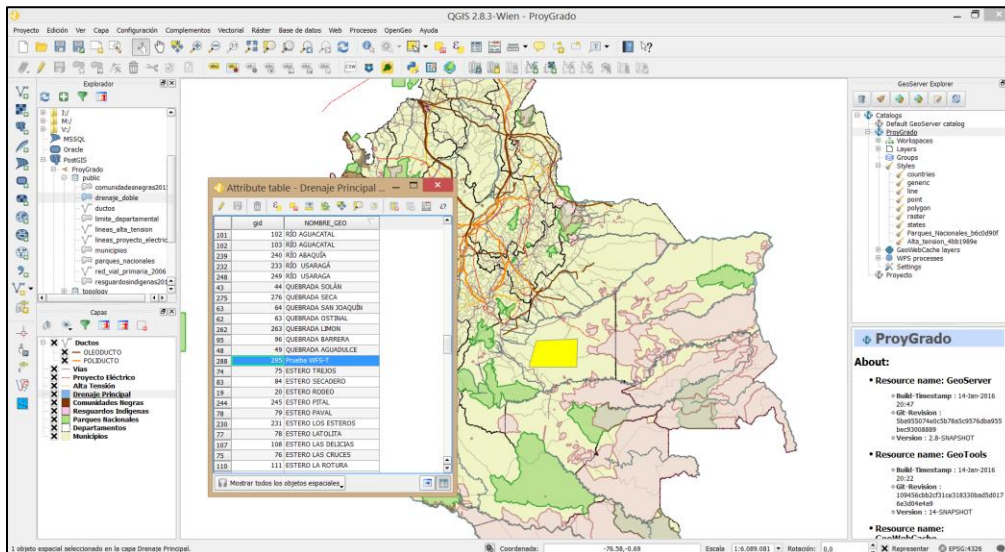 QGIS 2.8.3-Wien - ProyGrado
Proyecto Edición Ver Capa Configuración Complementos Vectorial Ráster Base de datos Web Procesos OpenGeo Ayuda
Explorador
I:/
M:/
V:/
MSSQL
Oracle
PostGIS
ProyGrado
public
drenaje_doble
ductos
limite_departamental
lineas_alta_tension
lineas_proyecto_electric
municipios
parques_nacionales
red_vial_primaria_2006
topology
Capas
Ductos
OLEODUCTO
POLIDUCTO
Vias
Proyecto Eléctrico
Alta Tensión
Drenaje Principal
Comunidades Negras
Resguardos Indigenas
Parques Nacionales
Departamentos
Municipios
Attribute table - Drenaje Principal ...
gid NOMBRE_GEO
101 102 RÍO AGUACATAL
102 103 RÍO AGUACATAL
239 240 RÍO ABAQUÍA
232 233 RÍO USARAGÁ
248 249 RÍO USARAGA
43 44 QUEBRADA SOLÁN
275 276 QUEBRADA SECA
63 64 QUEBRADA SAN JOAQUÍN
62 63 QUEBRADA OSTINAL
262 263 QUEBRADA LIMON
95 96 QUEBRADA BARRERA
48 49 QUEBRADA AGUADULCE
288 295 Prueba WFS-T
74 75 ESTERO TREJOS
83 84 ESTERO SECADERO
19 20 ESTERO RODEO
244 245 ESTERO PITAL
78 79 ESTERO PAVAL
230 231 ESTERO LOS ESTEROS
77 78 ESTERO LATOLITA
107 108 ESTERO LAS DELICIAS
75 76 ESTERO LAS CRUCES
110 111 ESTERO LA ROTURA
Mostrar todos los objetos espaciales
GeoServer Explorer
Catalogs
Default GeoServer catalog
ProyGrado
Workspaces
Layers
Groups
Styles
countries
generic
line
point
polygon
raster
states
Parques_Nacionales_b6c0d90f
Alta_tension_4bb1989e
GeoWebCache layers
WPS processes
Settings
Proyecto
ProyGrado
About:
Resource name: GeoServer
Build-Timestamp : 14-Jan-2016
20:47
Git-Revision :
Version : 2.8-SNAPSHOT
Resource name: GeoTools
Build-Timestamp : 14-Jan-2016
20:22
Git-Revision :
Version : 14-SNAPSHOT
Resource name:
GeoWebCache
1 objeto espacial seleccionado en la capa Drenaje Principal.
Coordenada: -76.58,-0.69 Escala 1:6.089.081 Rotación: 0,0 Representar EPSG:4326